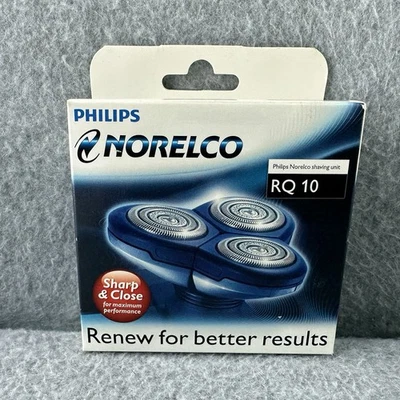 PHILIPS
NORELCO
Philips Norelco shaving unit
RQ 10
Sharp
& Close
for maximum
performance
Renew for better results